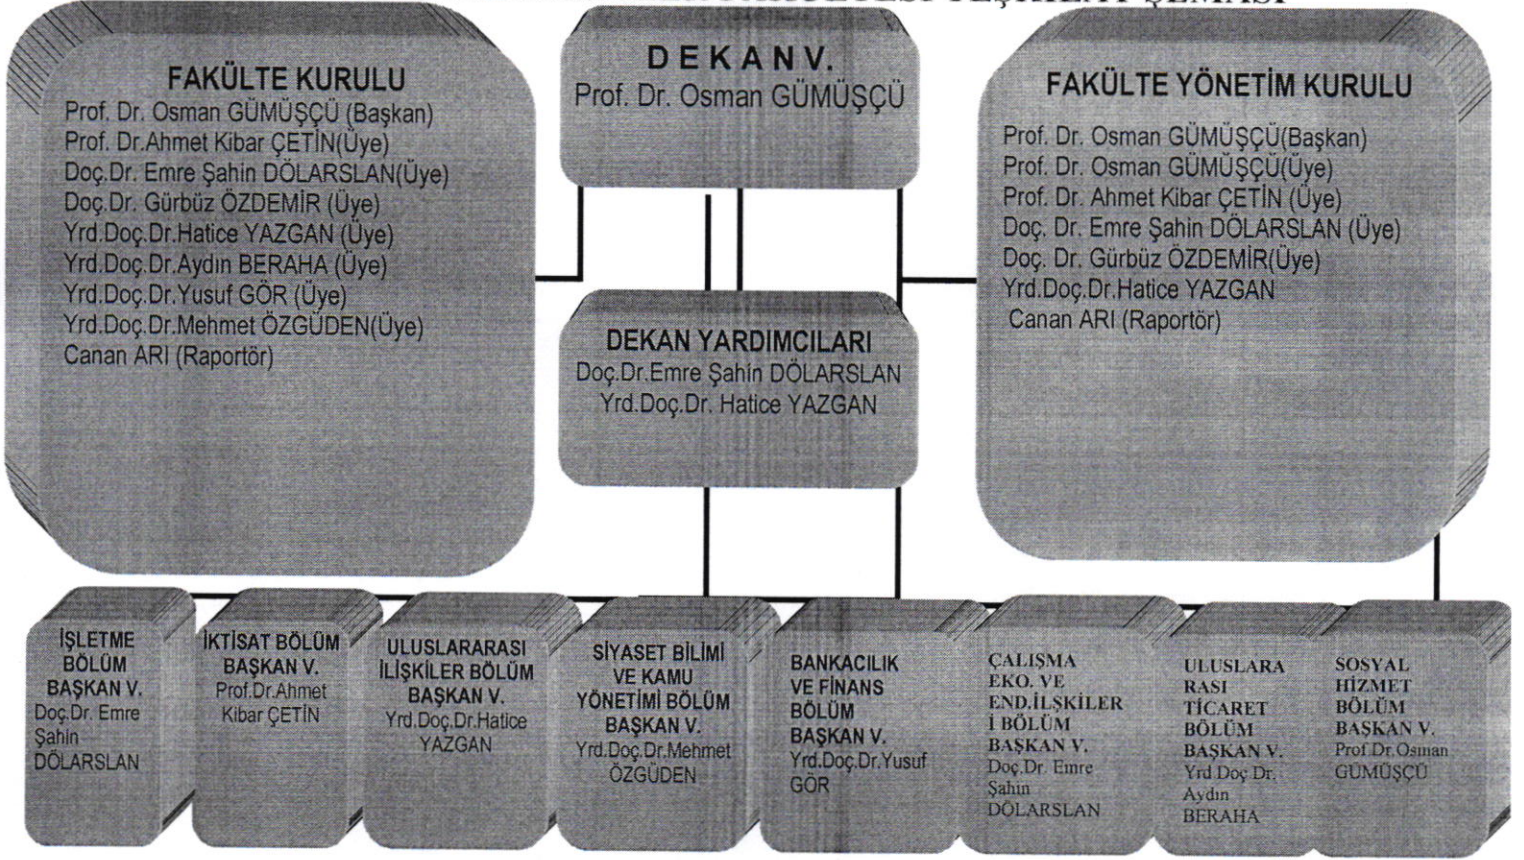 TEŞKİLAT ŞEMASI
FAKÜLTE KURULU
Prof. Dr. Osman GÜMÜŞÇÜ (Başkan)
Prof. Dr.Ahmet Kibar ÇETİN(Üye)
Doç.Dr. Emre Şahin DÖLARSLAN(Üye)
Doç.Dr. Gürbüz ÖZDEMİR (Üye)
Yrd.Doç.Dr.Hatice YAZGAN (Üye)
Yrd.Doç.Dr.Aydın BERAHA (Üye)
Yrd.Doç.Dr.Yusuf GÖR (Üye)
Yrd.Doç.Dr.Mehmet ÖZGÜDEN(Üye)
Canan ARI (Raportör)
D E K A N V.
Prof. Dr. Osman GÜMÜŞÇÜ
FAKÜLTE YÖNETİM KURULU
Prof. Dr. Osman GÜMÜŞÇÜ(Başkan)
Prof. Dr. Osman GÜMÜŞÇÜ(Üye)
Prof. Dr. Ahmet Kibar ÇETİN (Üye)
Doç. Dr. Emre Şahin DÖLARSLAN (Üye)
Doç. Dr. Gürbüz ÖZDEMİR(Üye)
Yrd.Doç.Dr.Hatice YAZGAN
Canan ARI (Raportör)
DEKAN YARDIMCILARI
Doç.Dr.Emre Şahin DÖLARSLAN
Yrd.Doç.Dr. Hatice YAZGAN
İŞLETME
BÖLÜM
BAŞKAN V.
Doç.Dr. Emre
Şahin
DÖLARSLAN
İKTİSAT BÖLÜM
BAŞKAN V.
Prof.Dr.Ahmet
Kibar ÇETİN
ULUSLARARASI
İLİŞKİLER BÖLÜM
BAŞKAN V.
Yrd.Doç.Dr.Hatice
YAZGAN
SİYASET BİLİMİ
VE KAMU
YÖNETİMİ BÖLÜM
BAŞKAN V.
Yrd.Doç.Dr.Mehmet
ÖZGÜDEN
BANKACILIK
VE FİNANS
BÖLÜM
BAŞKAN V.
Yrd.Doç.Dr.Yusuf
GÖR
ÇALIŞMA
EKO. VE
END.İLŞKİLER
İ BÖLÜM
BAŞKAN V.
Doç.Dr. Emre
Şahin
DÖLARSLAN
ULUSLARA
RASI
TİCARET
BÖLÜM
BAŞKAN V.
Yrd.Doç.Dr.
Aydın
BERAHA
SOSYAL
HİZMET
BÖLÜM
BAŞKAN V.
Prof.Dr.Osman
GÜMÜŞÇÜ